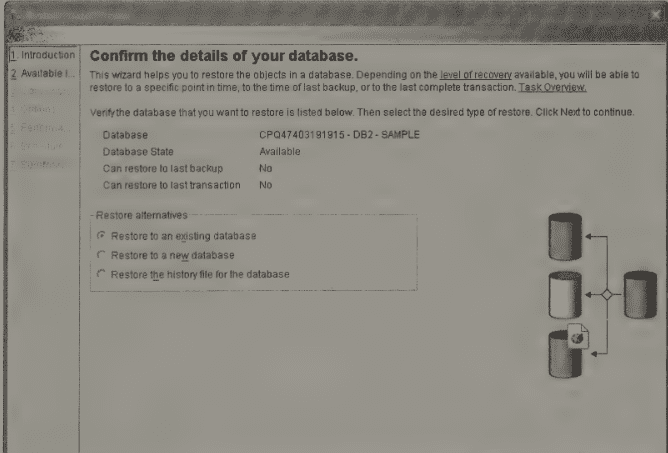 1. Introduction
2. Available I...
Confirm the details of your database.
This wizard helps you to restore the objects in a database. Depending on the level of recovery available, you will be able to
restore to a specific point in time, to the time of last backup, or to the last complete transaction. Task Overview.
Verify the database that you want to restore is listed below. Then select the desired type of restore. Click Next to continue.
Database CPQ47403191915 - DB2 - SAMPLE
Database State Available
Can restore to last backup No
Can restore to last transaction No
Restore alternatives
Restore to an existing database
Restore to a new database
Restore the history file for the database